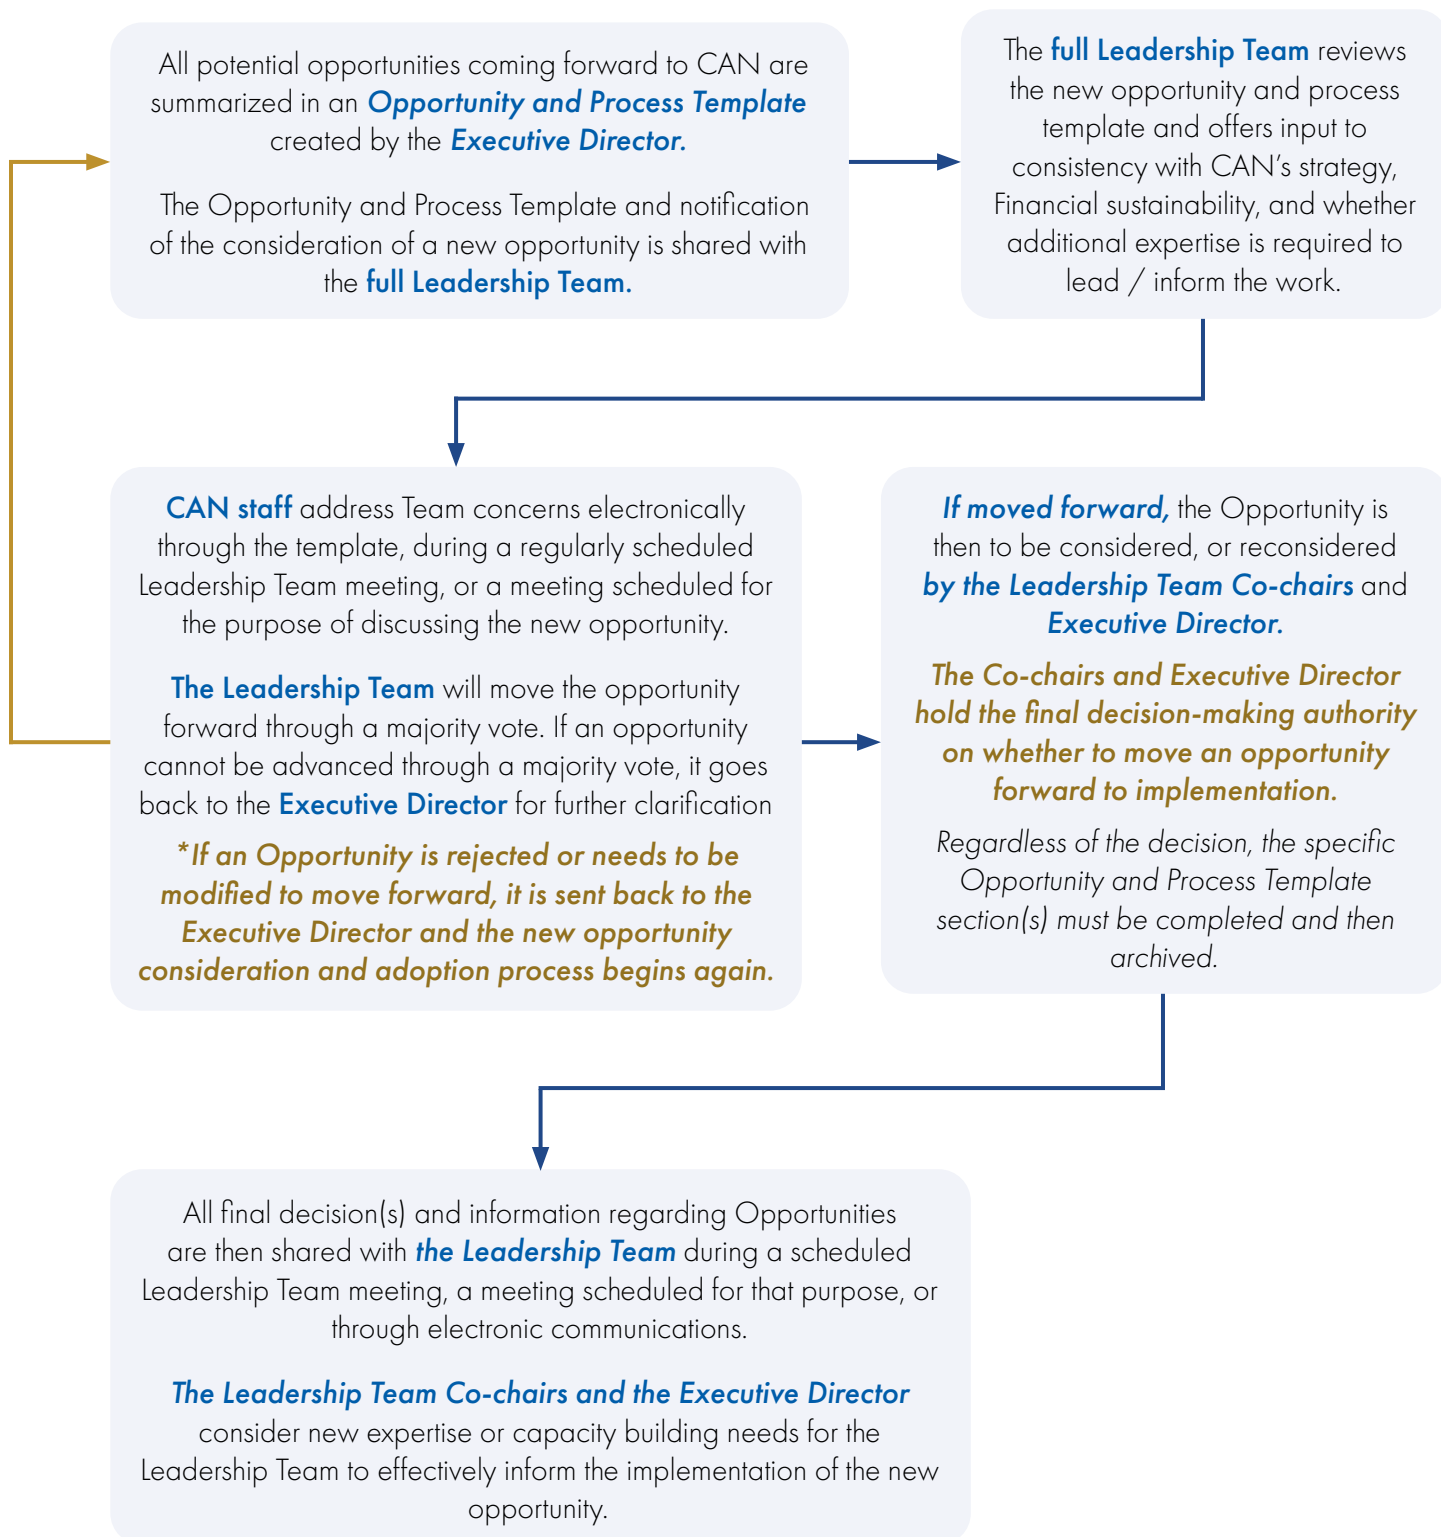 All potential opportunities coming forward to CAN are
summarized in an Opportunity and Process Template
created by the Executive Director.
The Opportunity and Process Template and notification
of the consideration of a new opportunity is shared with
the full Leadership Team.
The full Leadership Team reviews
the new opportunity and process
template and offers input to
consistency with CAN's strategy,
Financial sustainability, and whether
additional expertise is required to
lead / inform the work.
CAN staff address Team concerns electronically
through the template, during a regularly scheduled
Leadership Team meeting, or a meeting scheduled for
the purpose of discussing the new opportunity.
The Leadership Team will move the opportunity
forward through a majority vote. If an opportunity
cannot be advanced through a majority vote, it goes
back to the Executive Director for further clarification
*If an Opportunity is rejected or needs to be
modified to move forward, it is sent back to the
Executive Director and the new opportunity
consideration and adoption process begins again.
If moved forward, the Opportunity is
then to be considered, or reconsidered
by the Leadership Team Co-chairs and
Executive Director.
The Co-chairs and Executive Director
hold the final decision-making authority
on whether to move an opportunity
forward to implementation.
Regardless of the decision, the specific
Opportunity and Process Template
section(s) must be completed and then
archived.
All final decision(s) and information regarding Opportunities
are then shared with the Leadership Team during a scheduled
Leadership Team meeting, a meeting scheduled for that purpose, or
through electronic communications.
The Leadership Team Co-chairs and the Executive Director
consider new expertise or capacity building needs for the
Leadership Team to effectively inform the implementation of the new
opportunity.